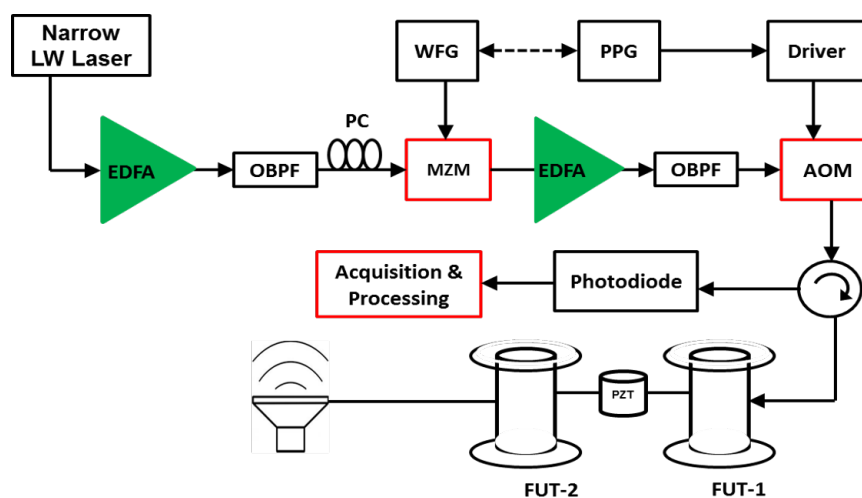 Narrow
LW Laser
WFG
PPG
Driver
PC
EDFA
OBPF
MZM
EDFA
OBPF
AOM
Acquisition &
Processing
Photodiode
PZT
FUT-2
FUT-1